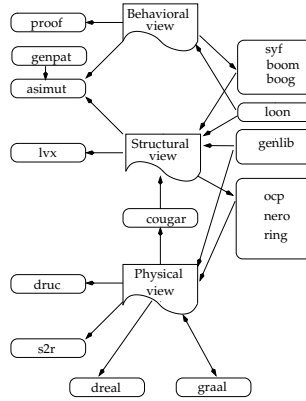 proof
Behavioral
view
genpat
syf
boom
boog
asimut
loon
lvx
Structural
view
genlib
ocp
nero
ring
cougar
druc
Physical
view
s2r
dreal
graal